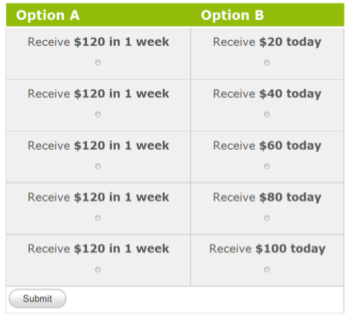 Option A Option B
Receive $120 in 1 week Receive $20 today
Receive $120 in 1 week Receive $40 today
Receive $120 in 1 week Receive $60 today
Receive $120 in 1 week Receive $80 today
Receive $120 in 1 week Receive $100 today
Submit